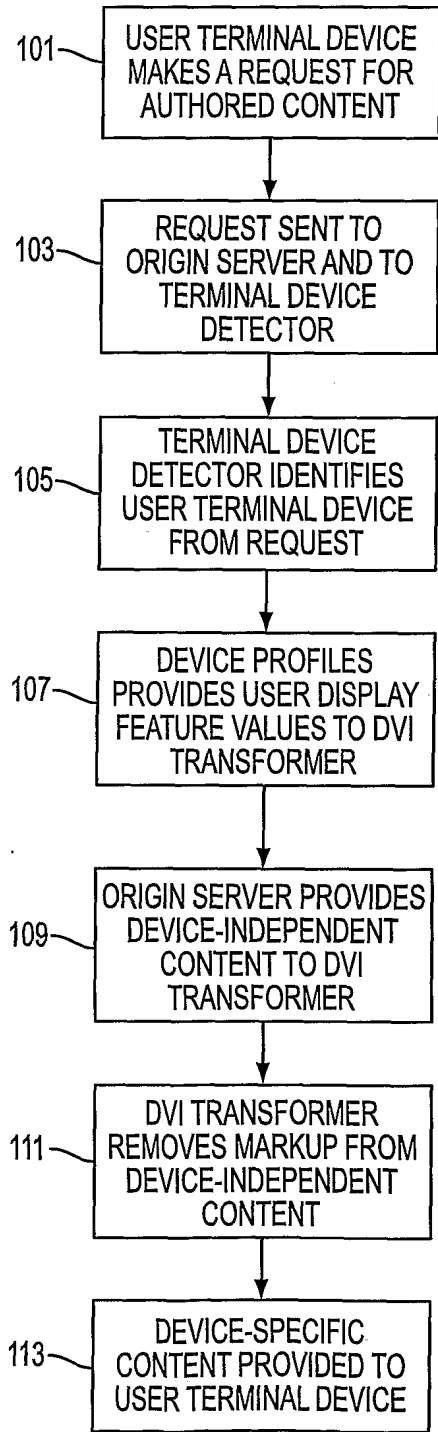 101
USER TERMINAL DEVICE
MAKES A REQUEST FOR
AUTHORED CONTENT
103
REQUEST SENT TO
ORIGIN SERVER AND TO
TERMINAL DEVICE
DETECTOR
105
TERMINAL DEVICE
DETECTOR IDENTIFIES
USER TERMINAL DEVICE
FROM REQUEST
107
DEVICE PROFILES
PROVIDES USER DISPLAY
FEATURE VALUES TO DVI
TRANSFORMER
109
ORIGIN SERVER PROVIDES
DEVICE-INDEPENDENT
CONTENT TO DVI
TRANSFORMER
111
DVI TRANSFORMER
REMOVES MARKUP FROM
DEVICE-INDEPENDENT
CONTENT
113
DEVICE-SPECIFIC
CONTENT PROVIDED TO
USER TERMINAL DEVICE